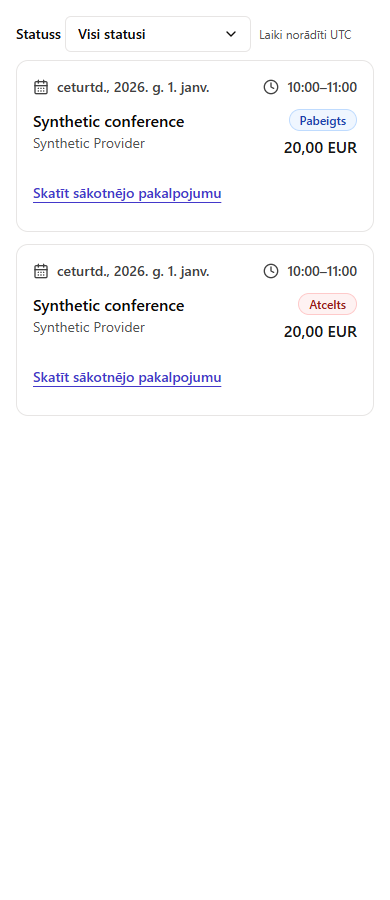 Statuss Visi statusi Laiki norādīti UTC
ceturtd., 2026. g. 1. janv. 10:00–11:00
Synthetic conference Pabeigts
Synthetic Provider 20,00 EUR
Skatīt sākotnējo pakalpojumu
ceturtd., 2026. g. 1. janv. 10:00–11:00
Synthetic conference Atcelts
Synthetic Provider 20,00 EUR
Skatīt sākotnējo pakalpojumu